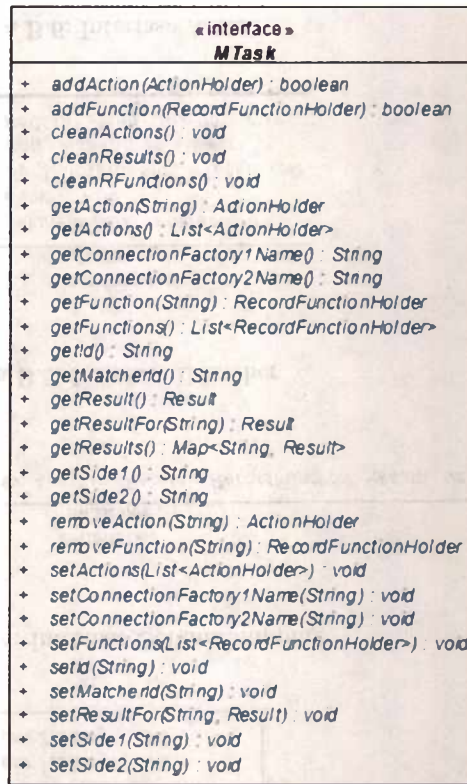 «interface»
MTask
+ addAction(ActionHolder) : boolean
+ addFunction(RecordFunctionHolder) : boolean
+ cleanActions() : void
+ cleanResults() : void
+ cleanRFunctions() : void
+ getAction(String) : ActionHolder
+ getActions() : List<ActionHolder>
+ getConnectionFactory1Name() : String
+ getConnectionFactory2Name() : String
+ getFunction(String) : RecordFunctionHolder
+ getFunctions() : List<RecordFunctionHolder>
+ getId() : String
+ getMatcherId() : String
+ getResult() : Result
+ getResultFor(String) : Result
+ getResults() : Map<String, Result>
+ getSide1() : String
+ getSide2() : String
+ removeAction(String) : ActionHolder
+ removeFunction(String) : RecordFunctionHolder
+ setActions(List<ActionHolder>) : void
+ setConnectionFactory1Name(String) : void
+ setConnectionFactory2Name(String) : void
+ setFunctions(List<RecordFunctionHolder>) : void
+ setId(String) : void
+ setMatcherId(String) : void
+ setResultFor(String, Result) : void
+ setSide1(String) : void
+ setSide2(String) : void